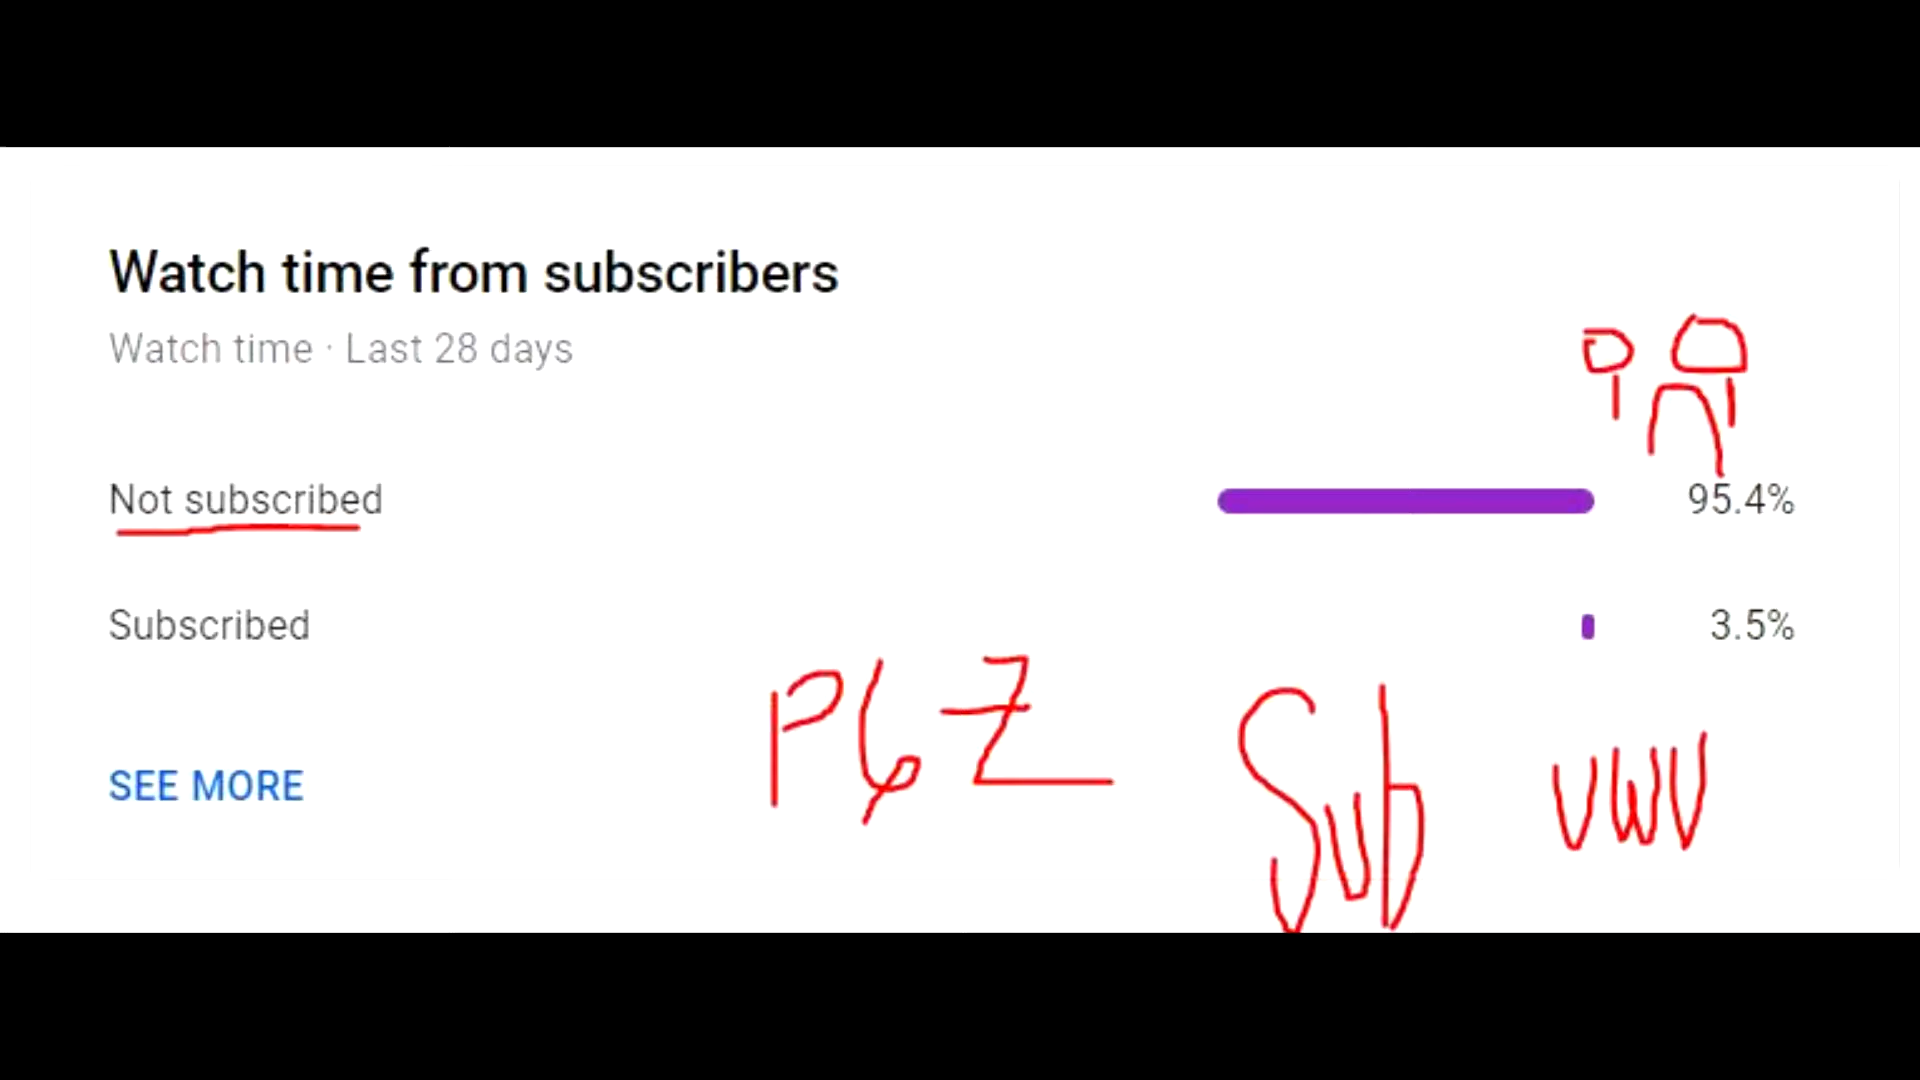 Watch time from subscribers
Watch time · Last 28 days
Not subscribed 95.4%
Subscribed 3.5%
Plz Sub uwu
SEE MORE